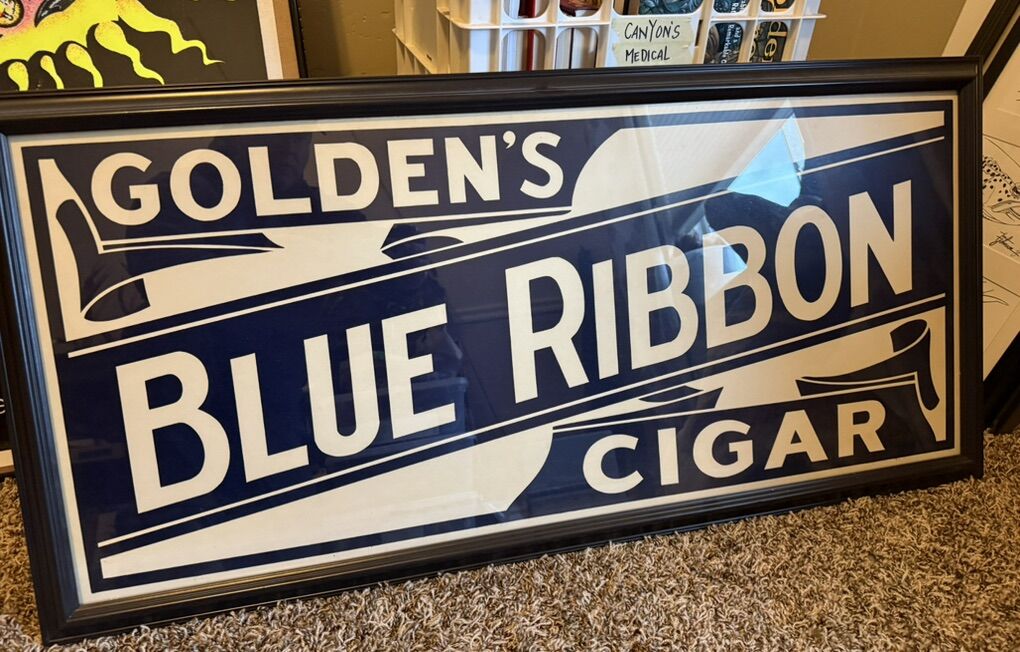 CANYON'S
MEDICAL
GOLDEN'S
BLUE RIBBON
CIGAR